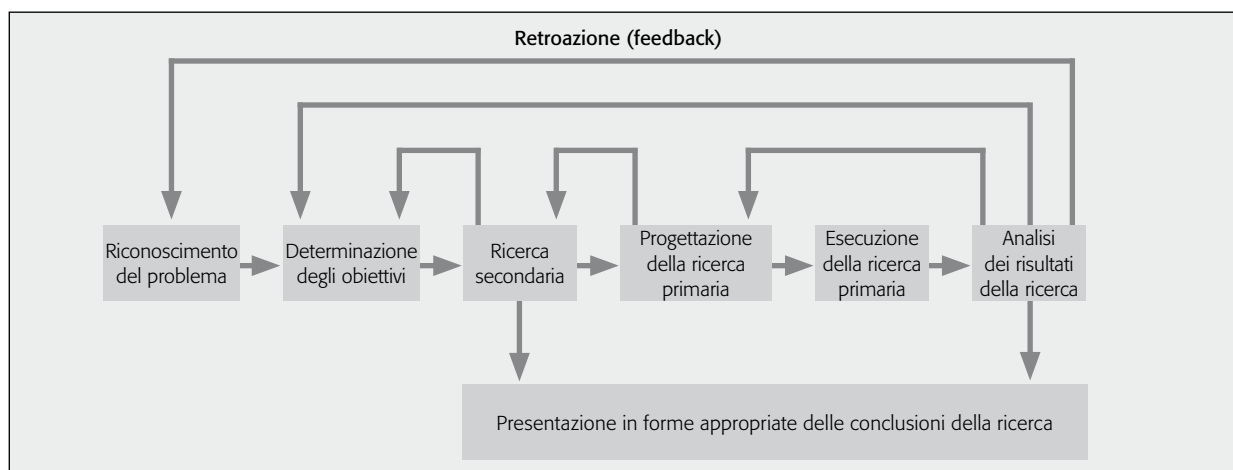 Retroazione (feedback)
Riconoscimento
del problema
Determinazione
degli obiettivi
Ricerca
secondaria
Progettazione
della ricerca
primaria
Esecuzione
della ricerca
primaria
Analisi
dei risultati
della ricerca
Presentazione in forme appropriate delle conclusioni della ricerca